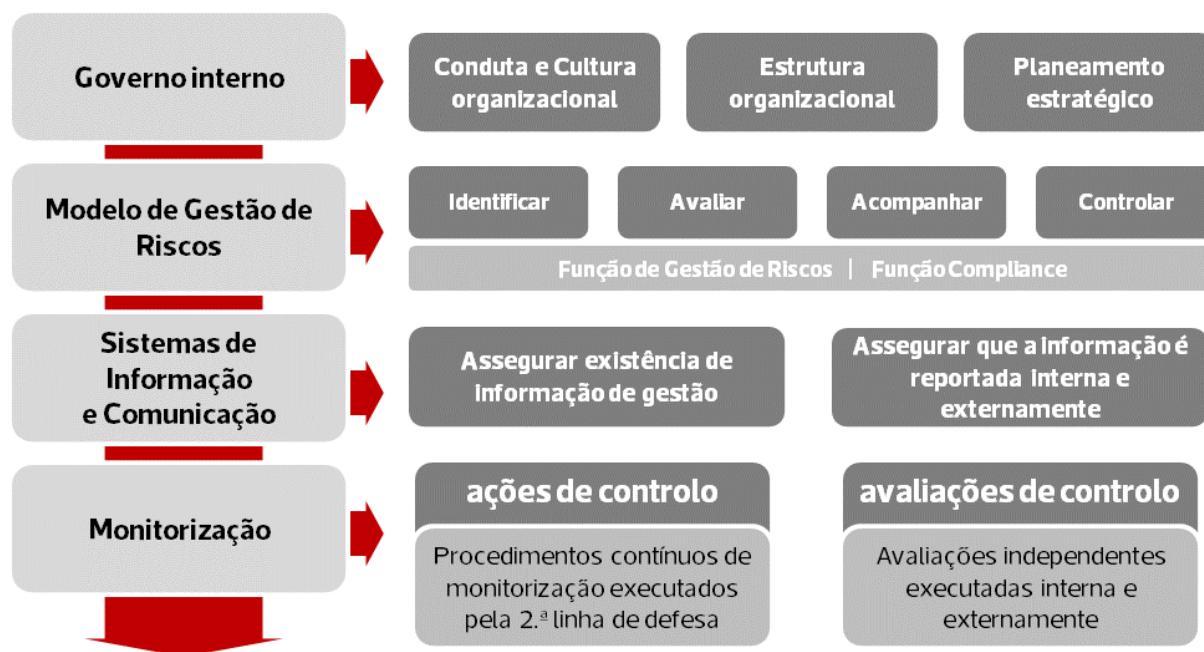 Governo interno
Conduta e Cultura
organizacional
Estrutura
organizacional
Planeamento
estratégico
Modelo de Gestão de
Riscos
Identificar
Avaliar
Acompanhar
Controlar
Função de Gestão de Riscos | Função Compliance
Sistemas de
Informação
e Comunicação
Assegurar existência de
informação de gestão
Assegurar que a informação é
reportada interna e
externamente
Monitorização
ações de controlo
Procedimentos contínuos de
monitorização executados
pela 2.ª linha de defesa
avaliações de controlo
Avaliações independentes
executadas interna e
externamente